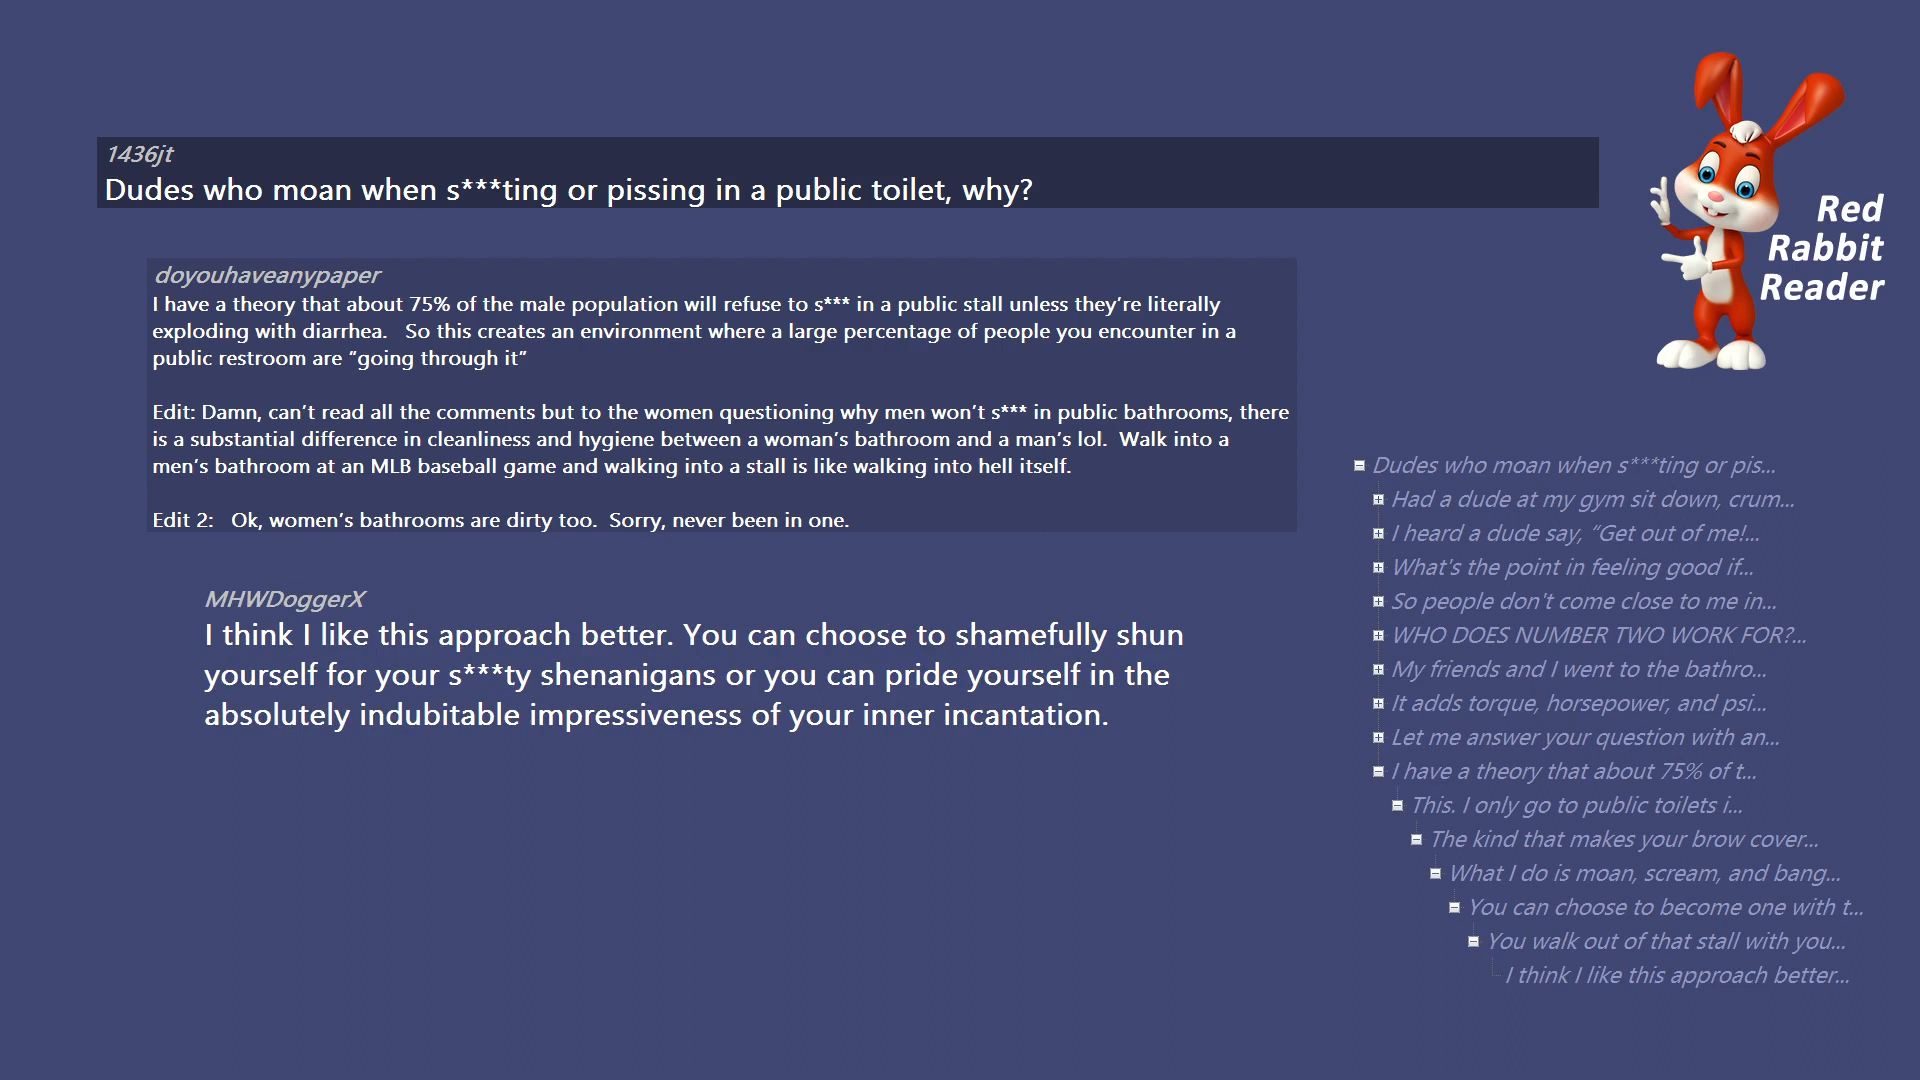 1436jt
Dudes who moan when s***ting or pissing in a public toilet, why?
doyouhaveanypaper
I have a theory that about 75% of the male population will refuse to s*** in a public stall unless they’re literally
exploding with diarrhea.   So this creates an environment where a large percentage of people you encounter in a
public restroom are “going through it”
Edit: Damn, can’t read all the comments but to the women questioning why men won’t s*** in public bathrooms, there
is a substantial difference in cleanliness and hygiene between a woman’s bathroom and a man’s lol.  Walk into a
men’s bathroom at an MLB baseball game and walking into a stall is like walking into hell itself.
Edit 2:   Ok, women’s bathrooms are dirty too.  Sorry, never been in one.
MHWDoggerX
I think I like this approach better. You can choose to shamefully shun
yourself for your s***ty shenanigans or you can pride yourself in the
absolutely indubitable impressiveness of your inner incantation.
Red
Rabbit
Reader
Dudes who moan when s***ting or pis...
Had a dude at my gym sit down, crum...
I heard a dude say, “Get out of me!...
What's the point in feeling good if...
So people don't come close to me in...
WHO DOES NUMBER TWO WORK FOR?...
My friends and I went to the bathro...
It adds torque, horsepower, and psi...
Let me answer your question with an...
I have a theory that about 75% of t...
This. I only go to public toilets i...
The kind that makes your brow cover...
What I do is moan, scream, and bang...
You can choose to become one with t...
You walk out of that stall with you...
I think I like this approach better...